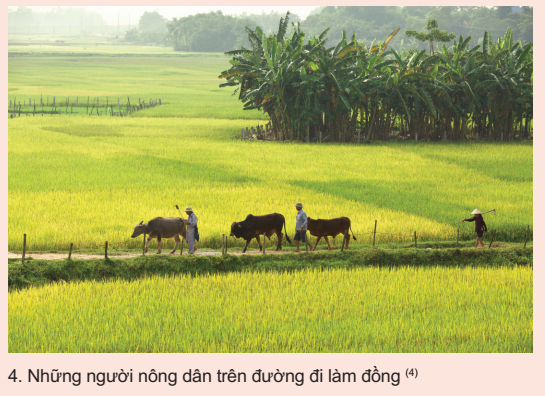 4. Những người nông dân trên đường đi làm đồng (4)